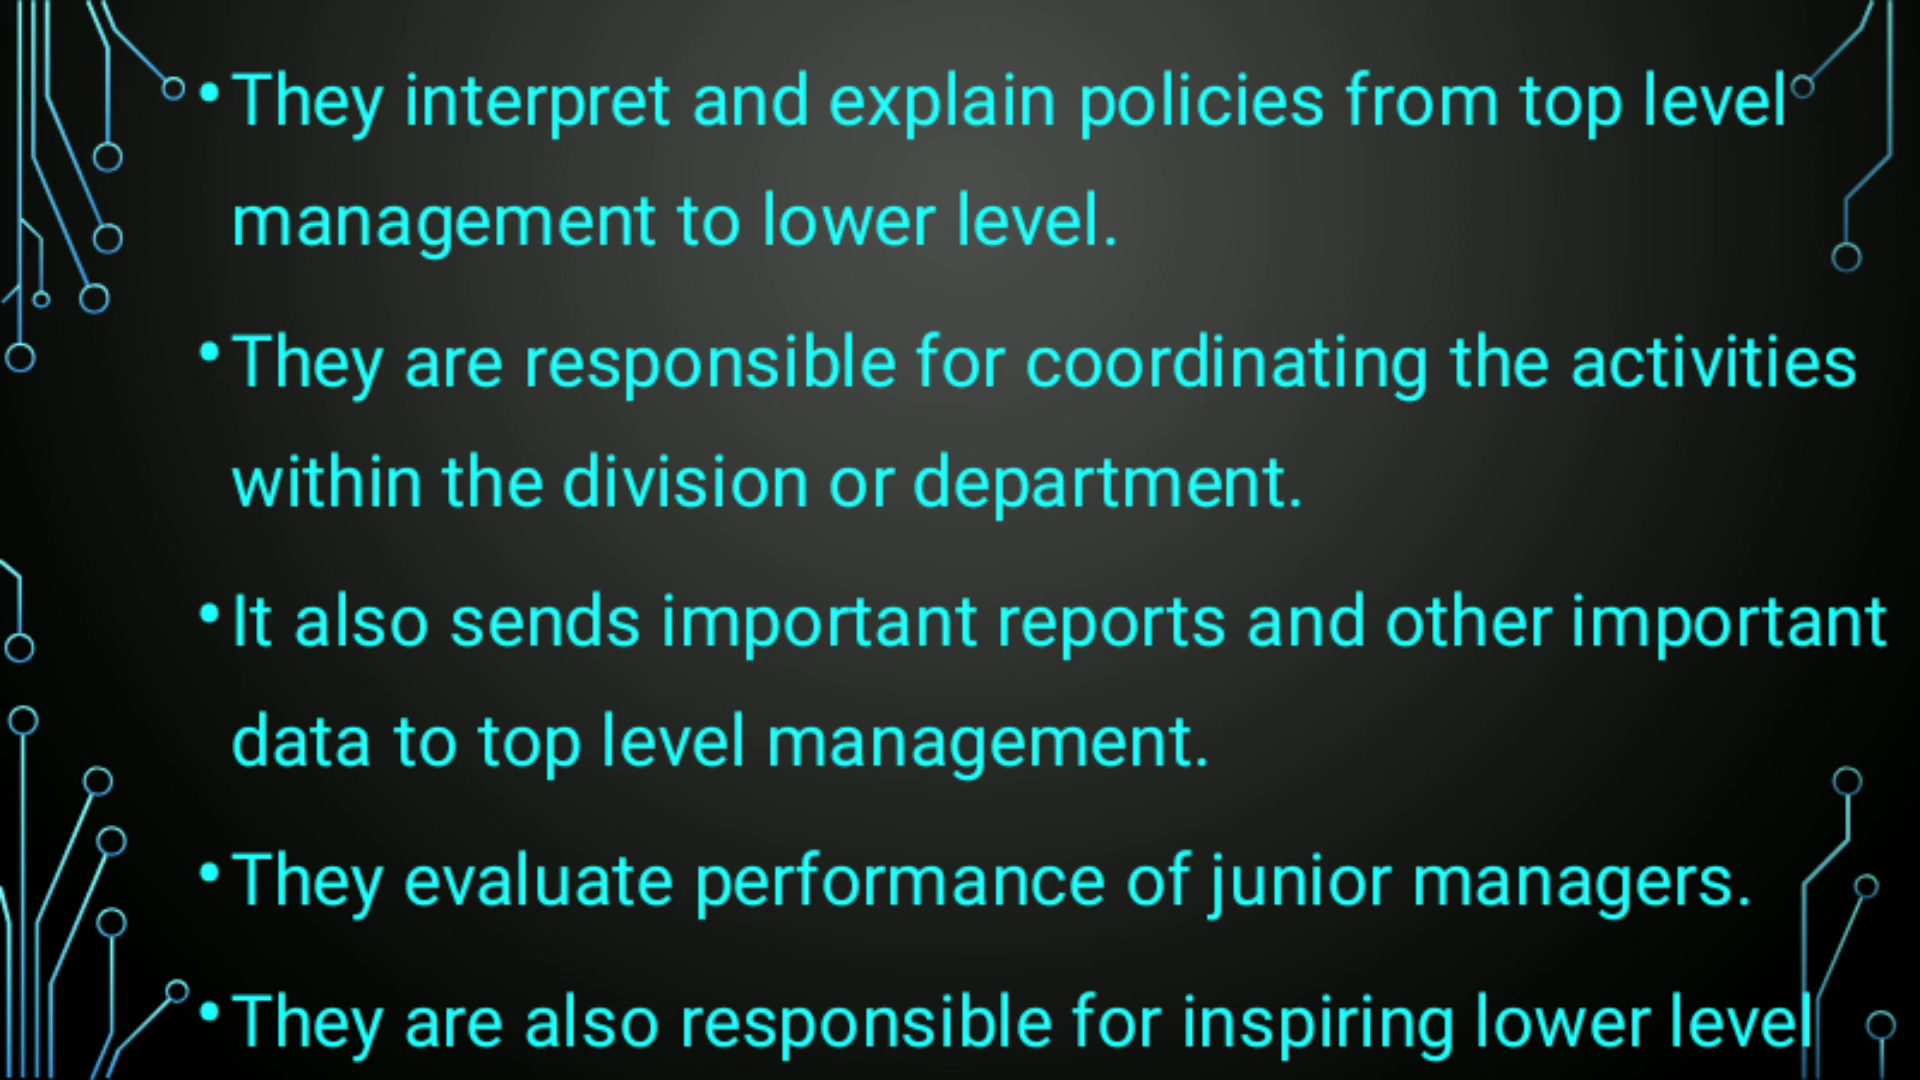 • They interpret and explain policies from top level
management to lower level.
• They are responsible for coordinating the activities
within the division or department.
• It also sends important reports and other important
data to top level management.
• They evaluate performance of junior managers.
• They are also responsible for inspiring lower level